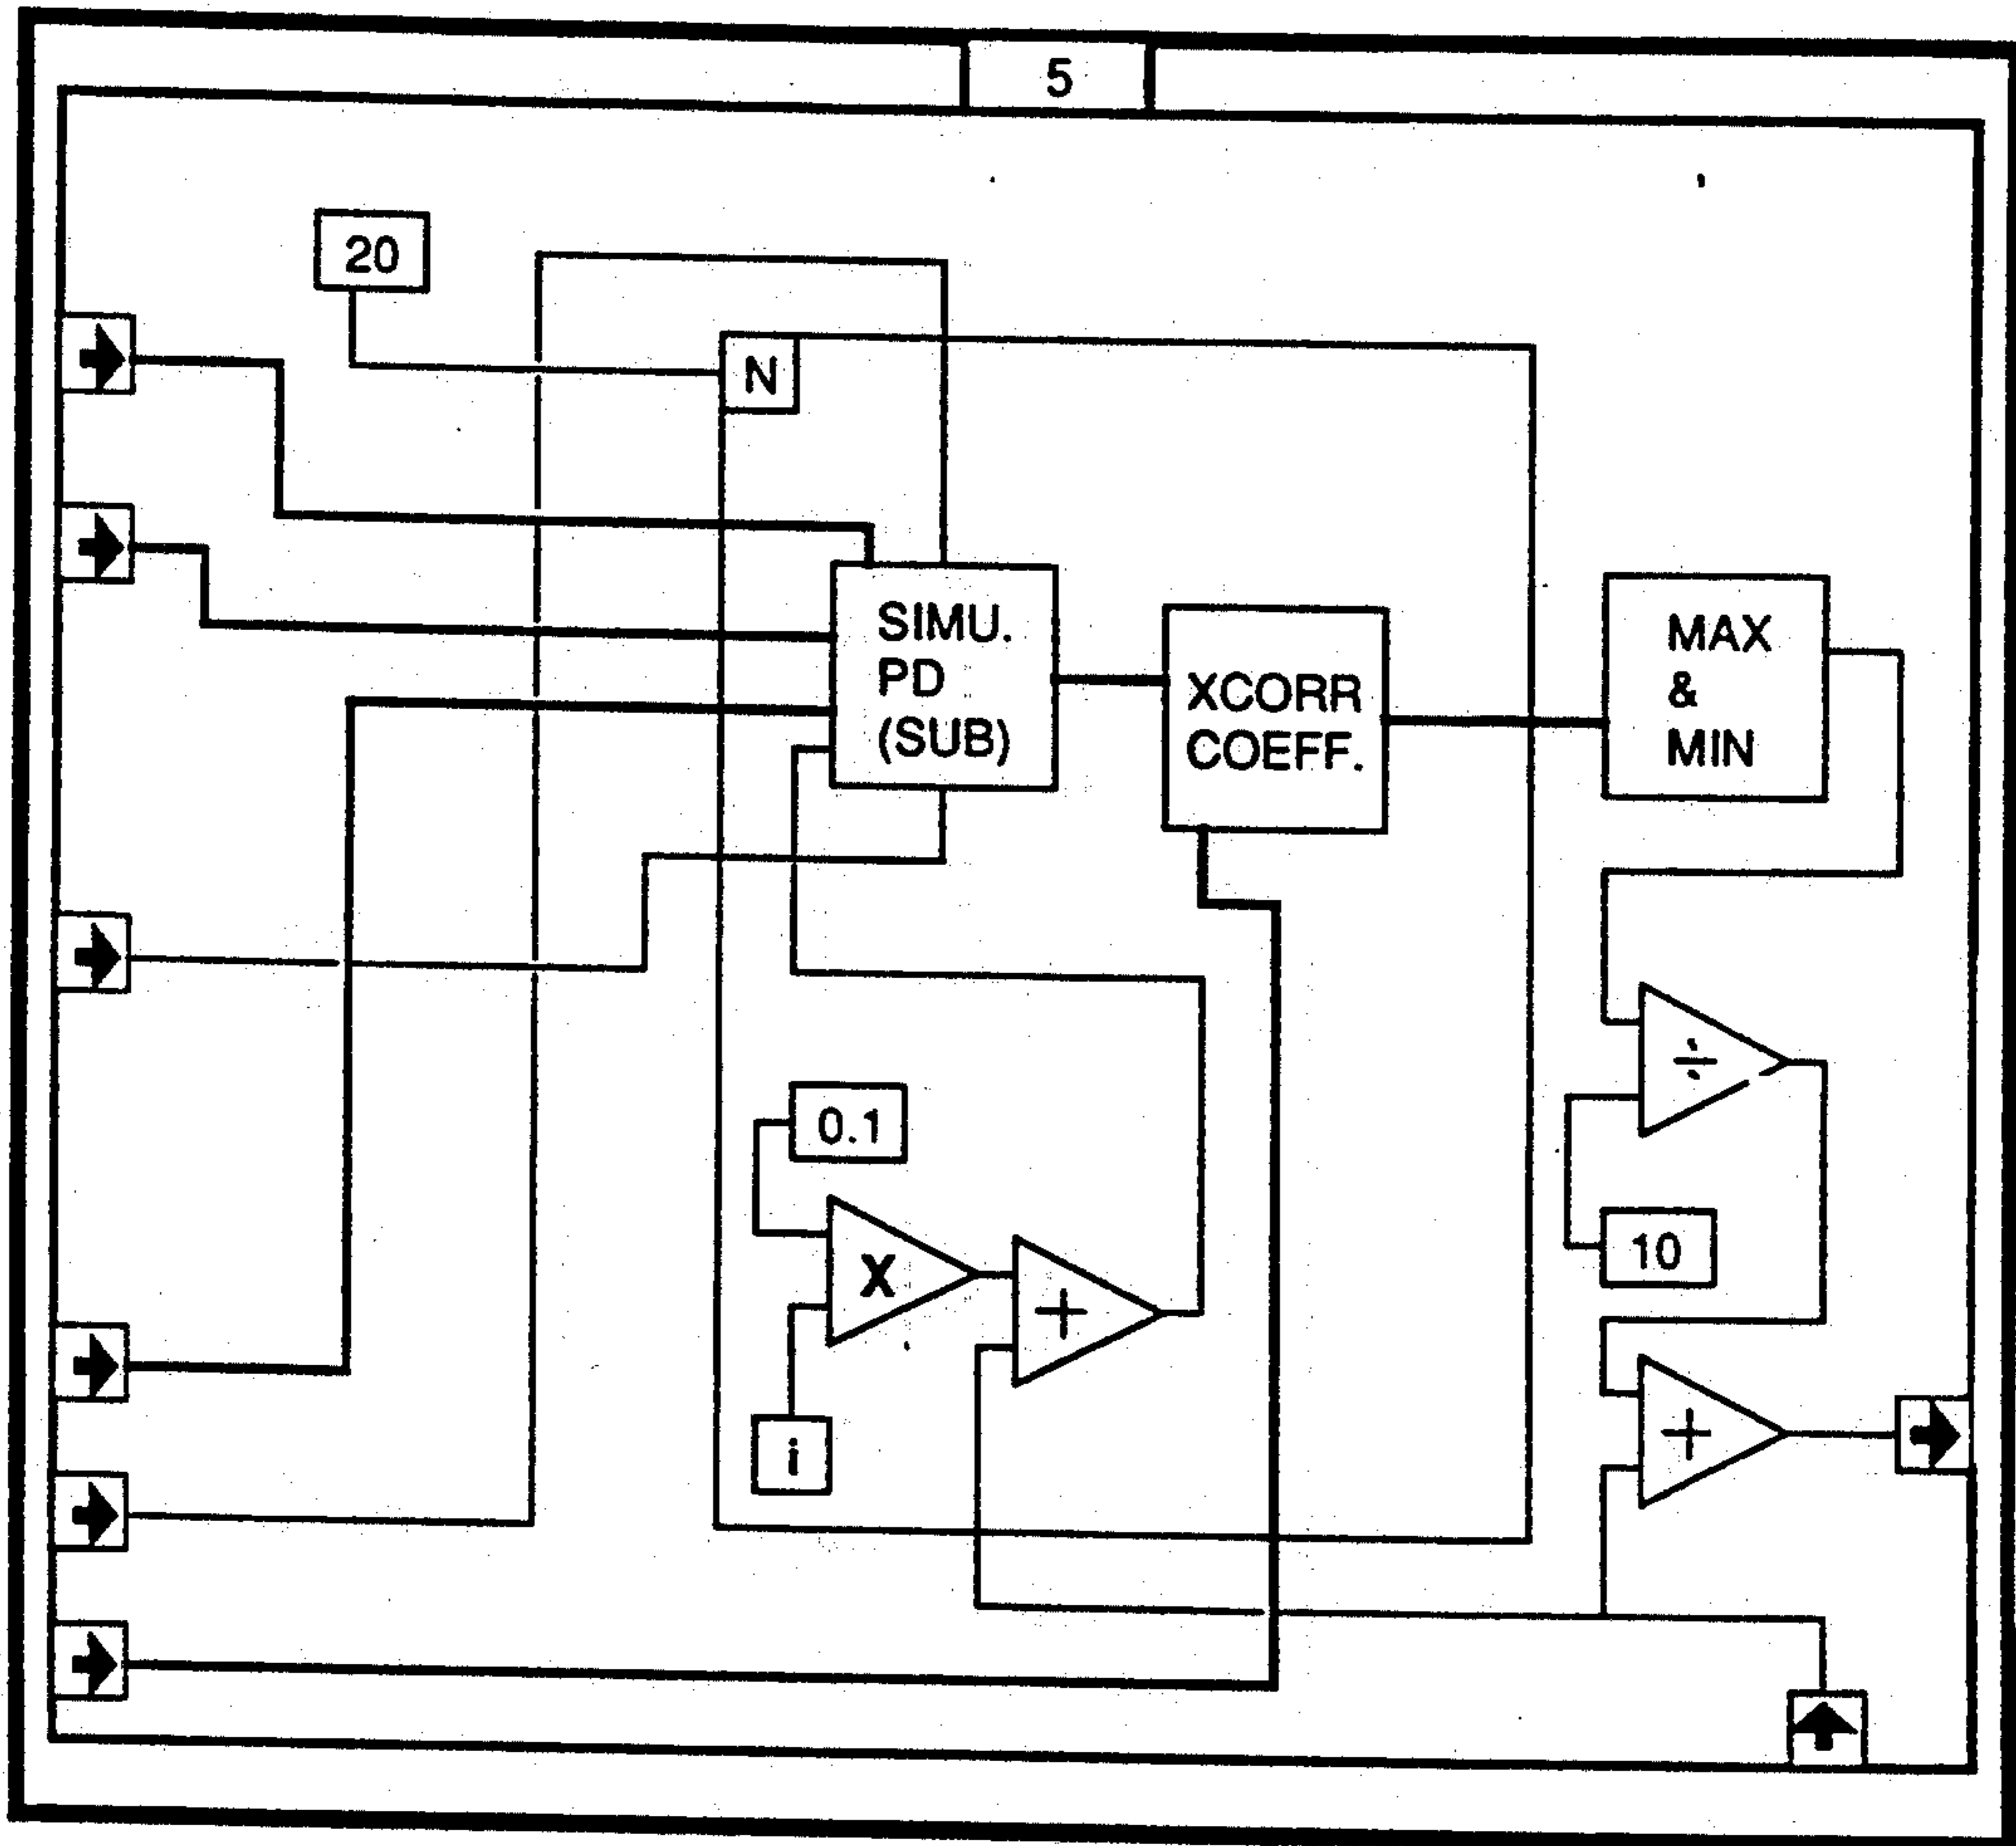 5
20
N
SIMU.
PD
(SUB)
XCORR
COEFF.
MAX
&
MIN
÷
0.1
10
X
+
i
+